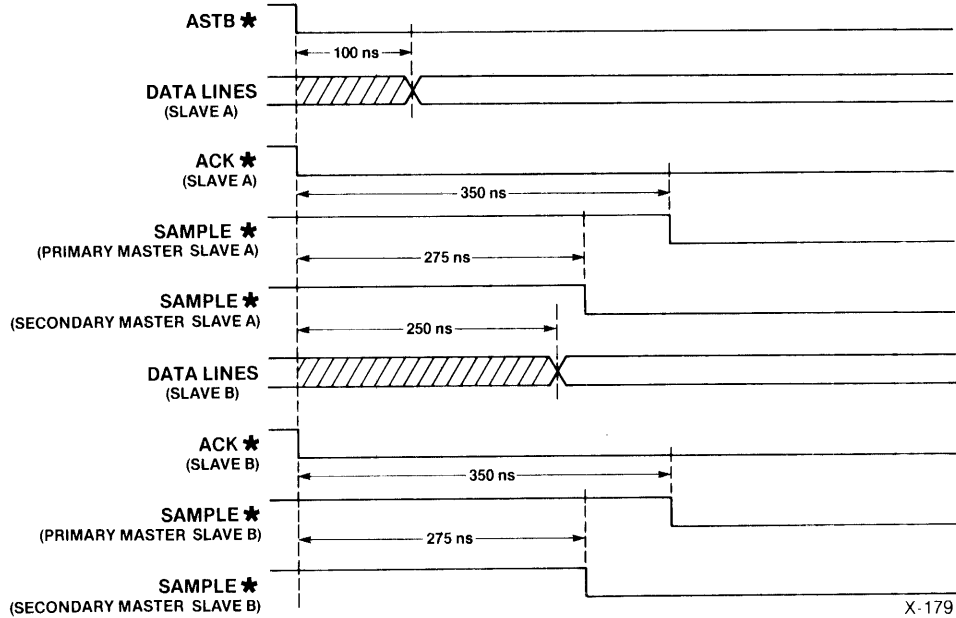 ASTB *
100 ns
DATA LINES
(SLAVE A)
ACK *
(SLAVE A)
350 ns
SAMPLE *
(PRIMARY MASTER SLAVE A)
275 ns
SAMPLE *
(SECONDARY MASTER SLAVE A)
250 ns
DATA LINES
(SLAVE B)
ACK *
(SLAVE B)
350 ns
SAMPLE *
(PRIMARY MASTER SLAVE B)
275 ns
SAMPLE *
(SECONDARY MASTER SLAVE B)
X-179